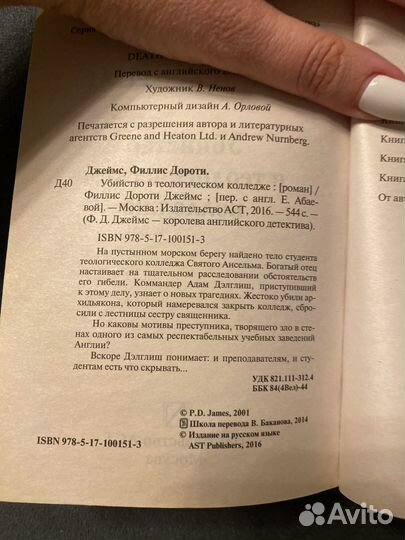 Серия
DEATH
Перевод с английского
Художник В. Ненов
Компьютерный дизайн А. Орловой
Печатается с разрешения автора и литературных
агентств Greene and Heaton Ltd. и Andrew Nurnberg.
Джеймс, Филлис Дороти.
Д40 Убийство в теологическом колледже : [роман] /
Филлис Дороти Джеймс ; [пер. с англ. Е. Абае-
вой]. — Москва : Издательство АСТ, 2016. — 544 с. —
(Ф. Д. Джеймс — королева английского детектива).
ISBN 978-5-17-100151-3
На пустынном морском берегу найдено тело студента
теологического колледжа Святого Ансельма. Богатый отец
настаивает на тщательном расследовании обстоятельств
его гибели. Коммандер Адам Дэлглиш, приступивший
к этому делу, узнает о новых трагедиях. Жестоко убили ар-
хидьякона, который намеревался закрыть колледж, сбро-
сили с лестницы сестру священника.
Но каковы мотивы преступника, творящего зло в сте-
нах одного из самых респектабельных учебных заведений
Англии?
Вскоре Дэлглиш понимает: и преподавателям, и сту-
дентам есть что скрывать...
УДК 821.111-312.4
ББК 84(4Вел)-44
© P.D. James, 2001
Школа перевода В. Баканова, 2014
© Издание на русском языке
AST Publishers, 2016
ISBN 978-5-17-100151-3
Книг
Книг
Книга
От ав
Avito